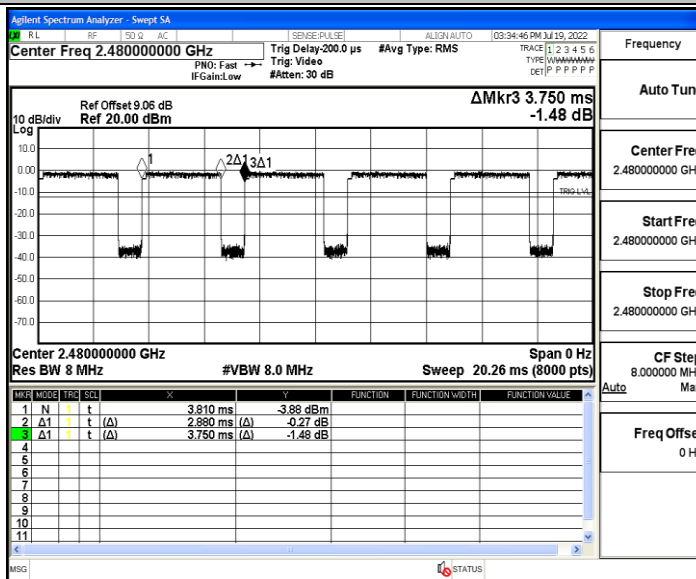 Agilent Spectrum Analyzer - Swept SA
LXI RL RF 50 Ω AC SENSE:PULSE ALIGN AUTO 03:34:46 PM Jul 19, 2022
Center Freq 2.480000000 GHz
PNO: Fast
IFGain:Low
Trig Delay-200.0 µs
Trig: Video
#Atten: 30 dB
#Avg Type: RMS
TRACE 1 2 3 4 5 6
TYPE WWWWWW
DET P P P P P P
ΔMkr3 3.750 ms
-1.48 dB
Ref Offset 9.06 dB
10 dB/div Ref 20.00 dBm
Log
10.0
0.00
-10.0
-20.0
-30.0
-40.0
-50.0
-60.0
-70.0
1
2Δ1
3Δ1
TRIG LVL
Center 2.480000000 GHz
Span 0 Hz
Res BW 8 MHz
#VBW 8.0 MHz
Sweep 20.26 ms (8000 pts)
MKR MODE TRC SCL X Y FUNCTION FUNCTION WIDTH FUNCTION VALUE
1 N 1 t 3.810 ms -3.88 dBm
2 Δ1 1 t (Δ) 2.880 ms (Δ) -0.27 dB
3 Δ1 1 t (Δ) 3.750 ms (Δ) -1.48 dB
4
5
6
7
8
9
10
11
MSG
STATUS
Frequency
Auto Tun
Center Fre
2.480000000 GH
Start Fre
2.480000000 GH
Stop Fre
2.480000000 GH
CF Step
8.000000 MH
Auto Ma
Freq Offse
0 H